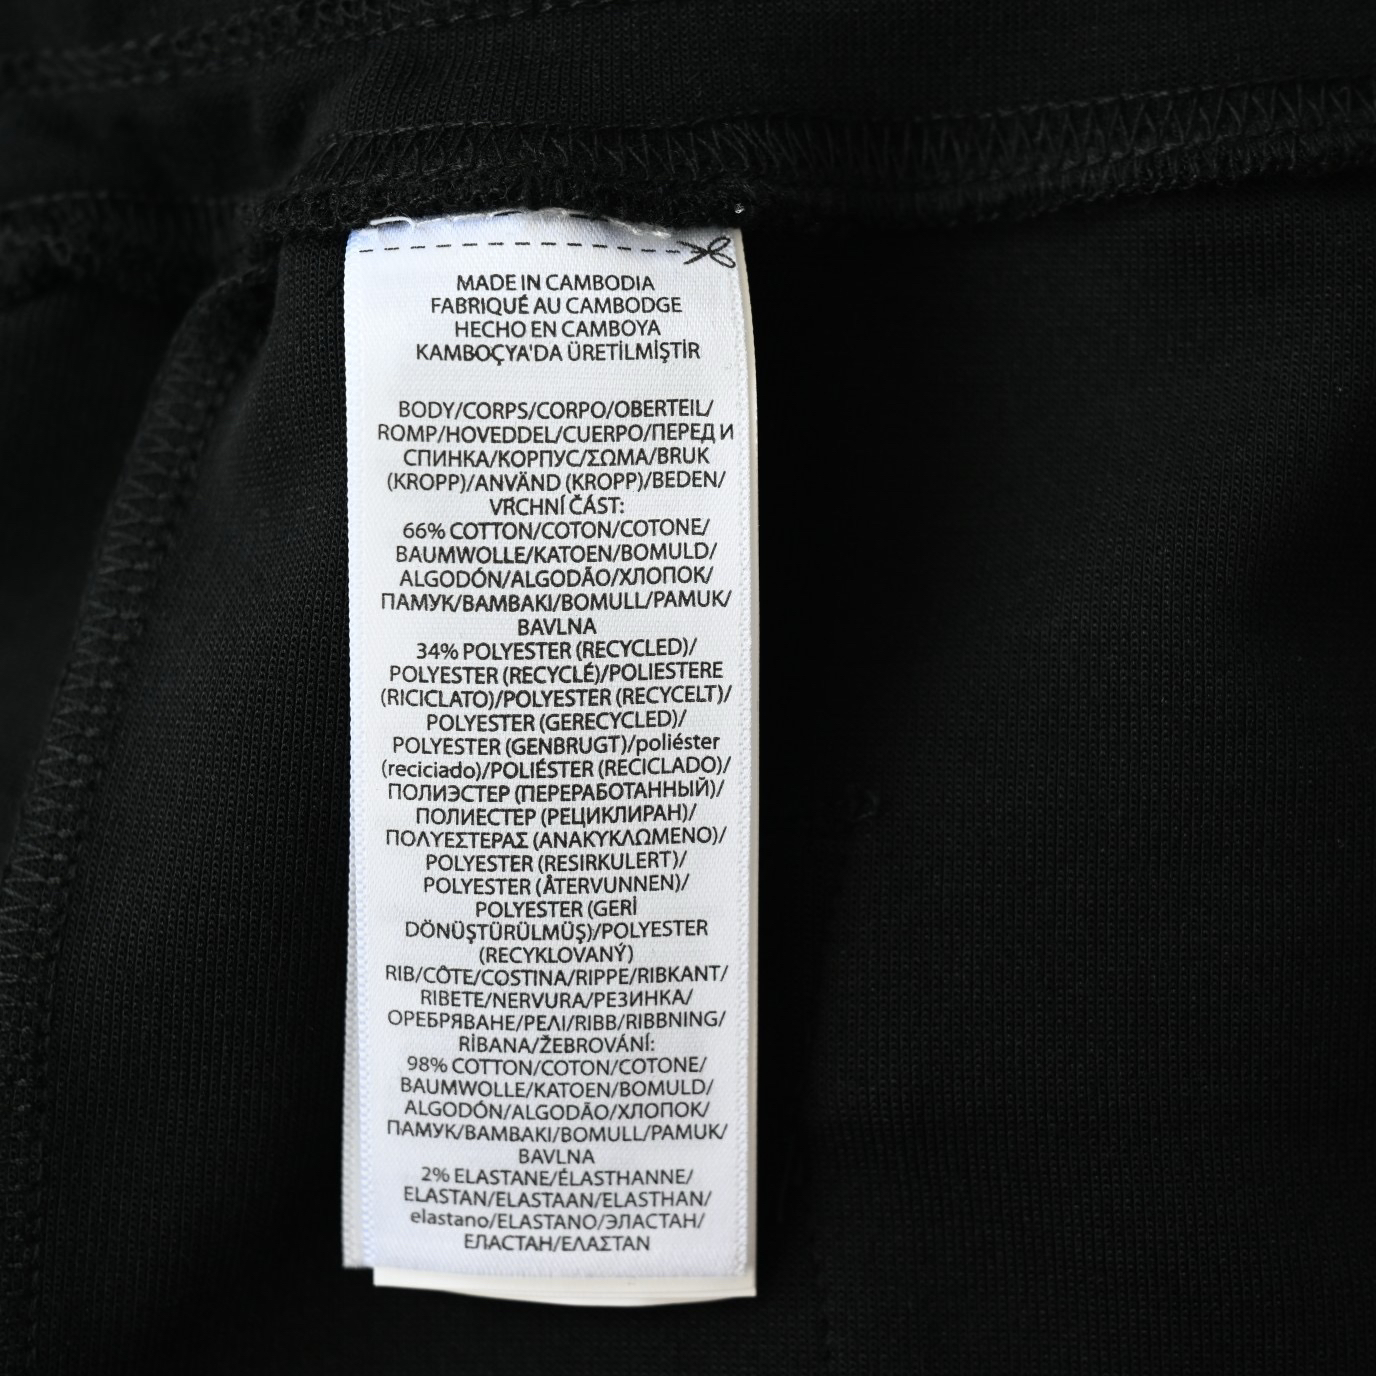 MADE IN CAMBODIA
FABRIQUÉ AU CAMBODGE
HECHO EN CAMBOYA
KAMBOÇYA'DA ÜRETİLMİŞTİR
BODY/CORPS/CORPO/OBERTEIL/
ROMP/HOVEDDEL/CUERPO/ПЕРЕД И
СПИНКА/КОРПУС/ΣΩΜΑ/BRUK
(KROPP)/ANVÄND (KROPP)/BEDEN/
VRCHNÍ ČÁST:
66% COTTON/COTON/COTONE/
BAUMWOLLE/KATOEN/BOMULD/
ALGODÓN/ALGODÃO/ХЛОПОК/
ПАМУК/BAMBAKI/BOMULL/PAMUK/
BAVLNA
34% POLYESTER (RECYCLED)/
POLYESTER (RECYCLÉ)/POLIESTERE
(RICICLATO)/POLYESTER (RECYCELT)/
POLYESTER (GERECYCLED)/
POLYESTER (GENBRUGT)/poliéster
(reciciado)/POLIÉSTER (RECICLADO)/
ПОЛИЭСТЕР (ПЕРЕРАБОТАННЫЙ)/
ПОЛИЕСТЕР (РЕЦИКЛИРАН)/
ΠΟΛΥΕΣΤΕΡΑΣ (ΑΝΑΚΥΚΛΩΜΕΝΟ)/
POLYESTER (RESIRKULERT)/
POLYESTER (ÅTERVUNNEN)/
POLYESTER (GERİ
DÖNÜŞTÜRÜLMÜŞ)/POLYESTER
(RECYKLOVANÝ)
RIB/CÔTE/COSTINA/RIPPE/RIBKANT/
RIBETE/NERVURA/РЕЗИНКА/
ОРЕБРЯВАНЕ/ΡΕΛΙ/RIBB/RIBBNING/
RİBANA/ŽEBROVÁNÍ:
98% COTTON/COTON/COTONE/
BAUMWOLLE/KATOEN/BOMULD/
ALGODÓN/ALGODÃO/ХЛОПОК/
ПАМУК/BAMBAKI/BOMULL/PAMUK/
BAVLNA
2% ELASTANE/ÉLASTHANNE/
ELASTAN/ELASTAAN/ELASTHAN/
elastano/ELASTANO/ЭЛАСТАН/
ЕЛАСТАН/ΕΛΑΣΤΑΝ